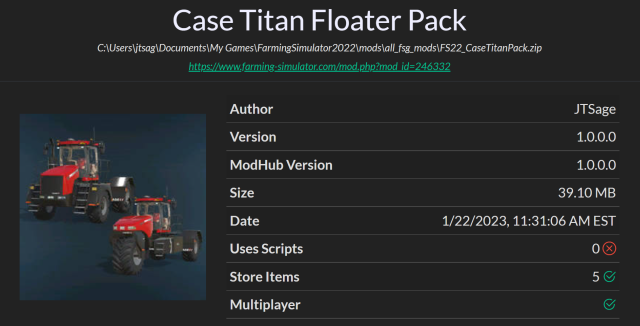 Case Titan Floater Pack
C:\Users\jtsag\Documents\My Games\FarmingSimulator2022\mods\all_fsg_mods\FS22_CaseTitanPack.zip
https://www.farming-simulator.com/mod.php?mod_id=246332
Author JTSage
Version 1.0.0.0
ModHub Version 1.0.0.0
Size 39.10 MB
Date 1/22/2023, 11:31:06 AM EST
Uses Scripts 0
Store Items 5
Multiplayer